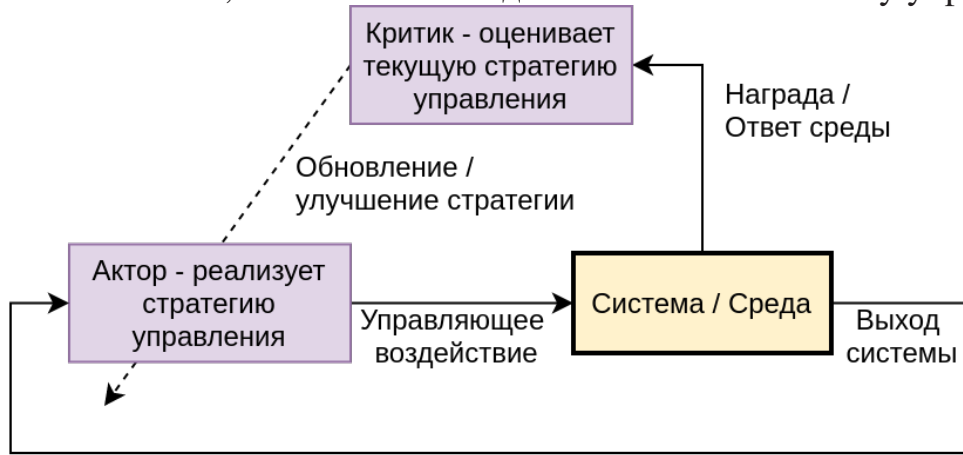 Критик - оценивает
текущую стратегию
управления
Награда /
Ответ среды
Обновление /
улучшение стратегии
Актор - реализует
стратегию
управления
Управляющее
воздействие
Система / Среда
Выход
системы